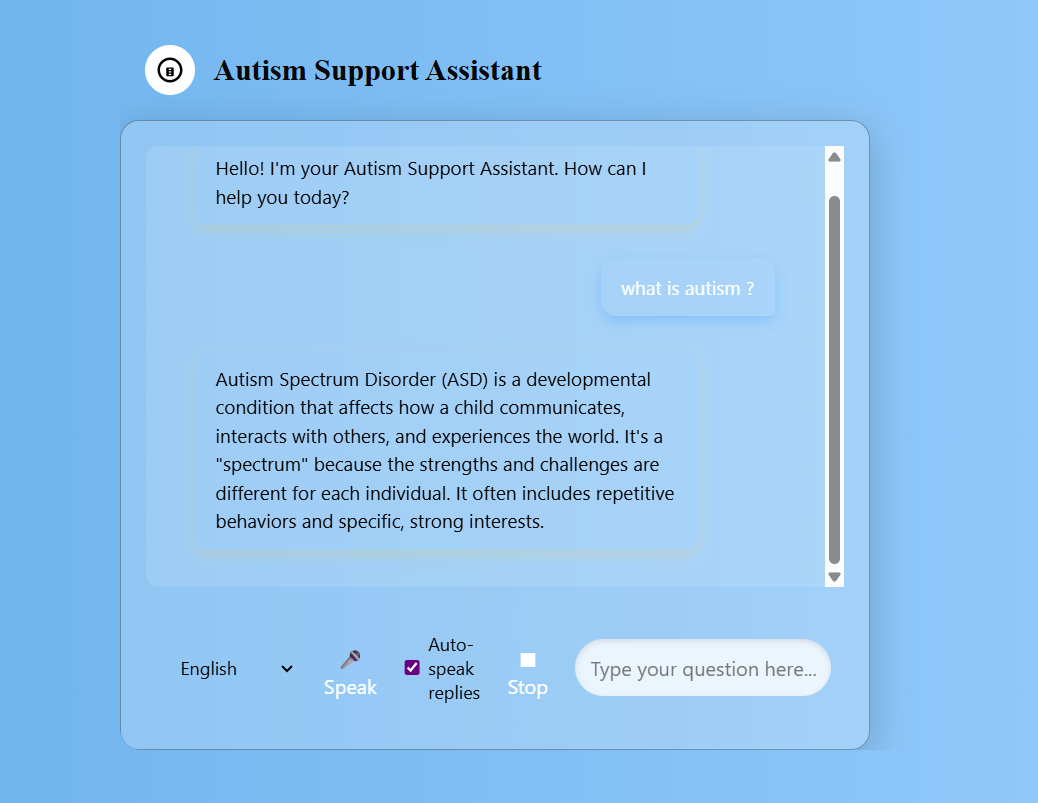 Autism Support Assistant
Hello! I'm your Autism Support Assistant. How can I
help you today?
what is autism ?
Autism Spectrum Disorder (ASD) is a developmental
condition that affects how a child communicates,
interacts with others, and experiences the world. It's a
"spectrum" because the strengths and challenges are
different for each individual. It often includes repetitive
behaviors and specific, strong interests.
English
Speak
Auto-
speak
replies
Stop
Type your question here...